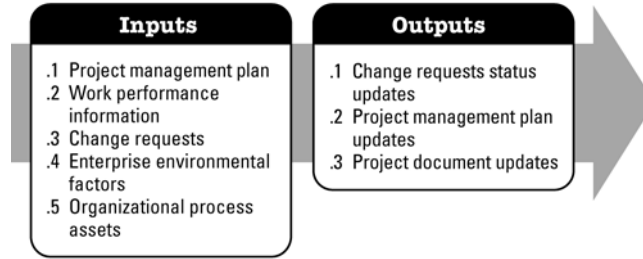 Inputs
.1 Project management plan
.2 Work performance
information
.3 Change requests
.4 Enterprise environmental
factors
.5 Organizational process
assets
Outputs
.1 Change requests status
updates
.2 Project management plan
updates
.3 Project document updates